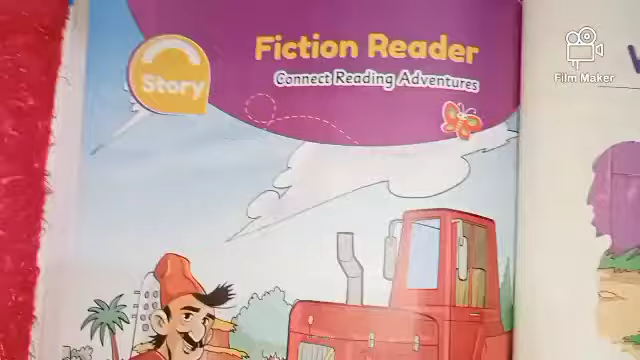 Fiction Reader
Connect Reading Adventures
Story
Film Maker